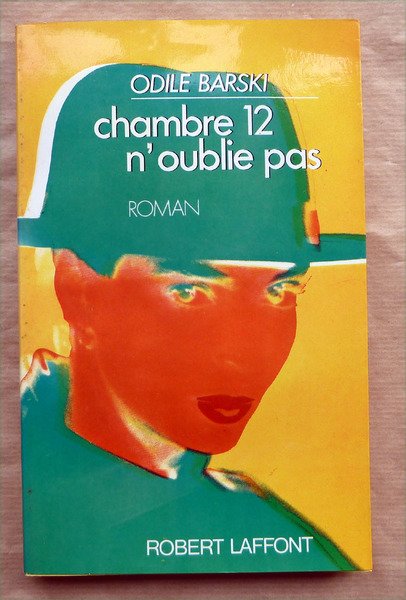 ODILE BARSKI
chambre 12
n'oublie pas
ROMAN
ROBERT LAFFONT